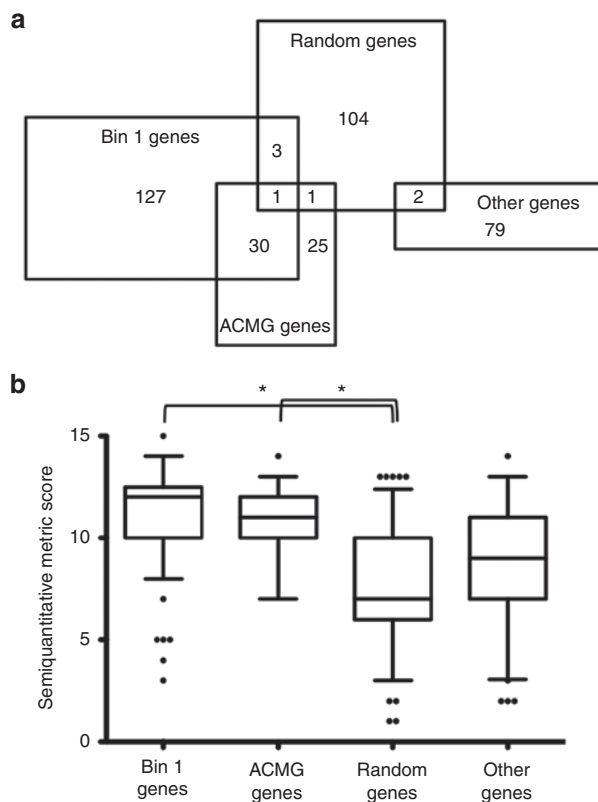 a
Random genes
104
Bin 1 genes
3
127
1
1
2
Other genes
79
30
25
ACMG genes
b
*
*
15
10
5
0
Semiquantitative metric score
Bin 1
genes
ACMG
genes
Random
genes
Other
genes